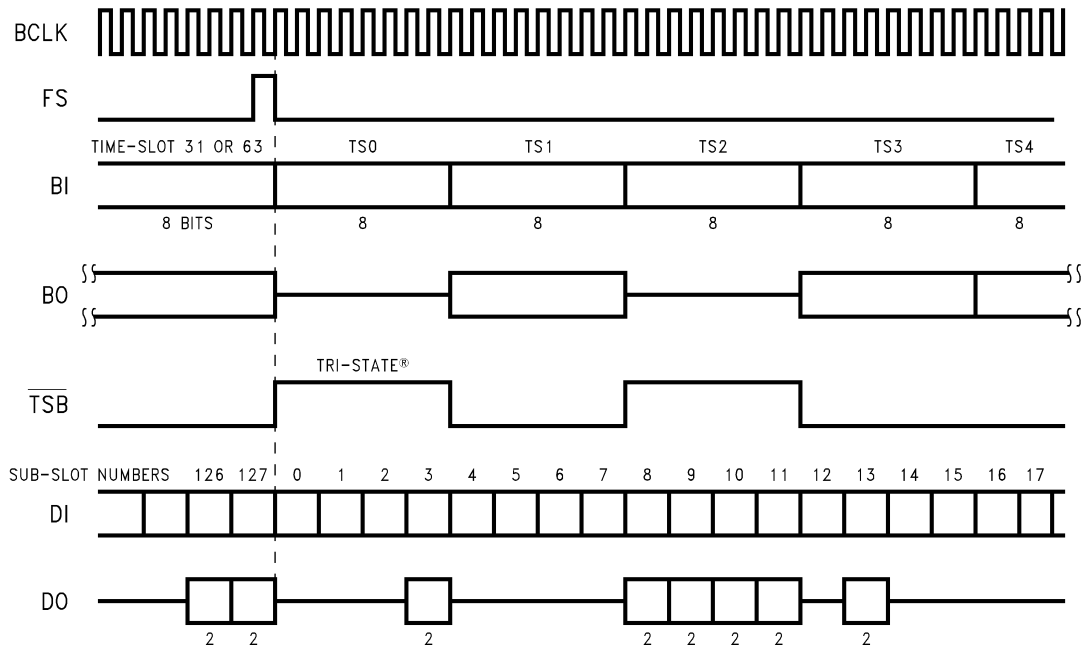 BCLK
FS
TIME-SLOT 31 OR 63 TS0 TS1 TS2 TS3 TS4
BI
8 BITS 8 8 8 8 8
BO
TRI-STATE®
TSB
SUB-SLOT NUMBERS 126 127 0 1 2 3 4 5 6 7 8 9 10 11 12 13 14 15 16 17
DI
DO
2 2 2 2 2 2 2 2